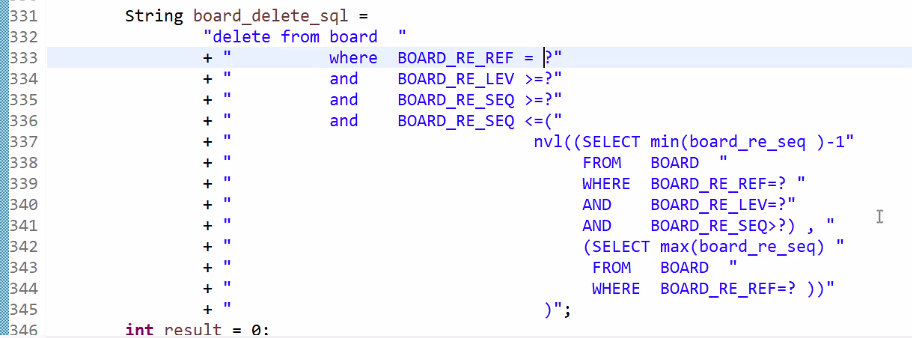 331 String board_delete_sql =
332 "delete from board  "
333 + " where  BOARD_RE_REF = ?"
334 + " and    BOARD_RE_LEV >=?"
335 + " and    BOARD_RE_SEQ >=?"
336 + " and    BOARD_RE_SEQ <=("
337 + " nvl((SELECT min(board_re_seq )-1"
338 + " FROM   BOARD  "
339 + " WHERE  BOARD_RE_REF=? "
340 + " AND    BOARD_RE_LEV=?"
341 + " AND    BOARD_RE_SEQ>?) , "
342 + " (SELECT max(board_re_seq) "
343 + " FROM   BOARD  "
344 + " WHERE  BOARD_RE_REF=? ))"
345 + " )";
346 int result = 0;